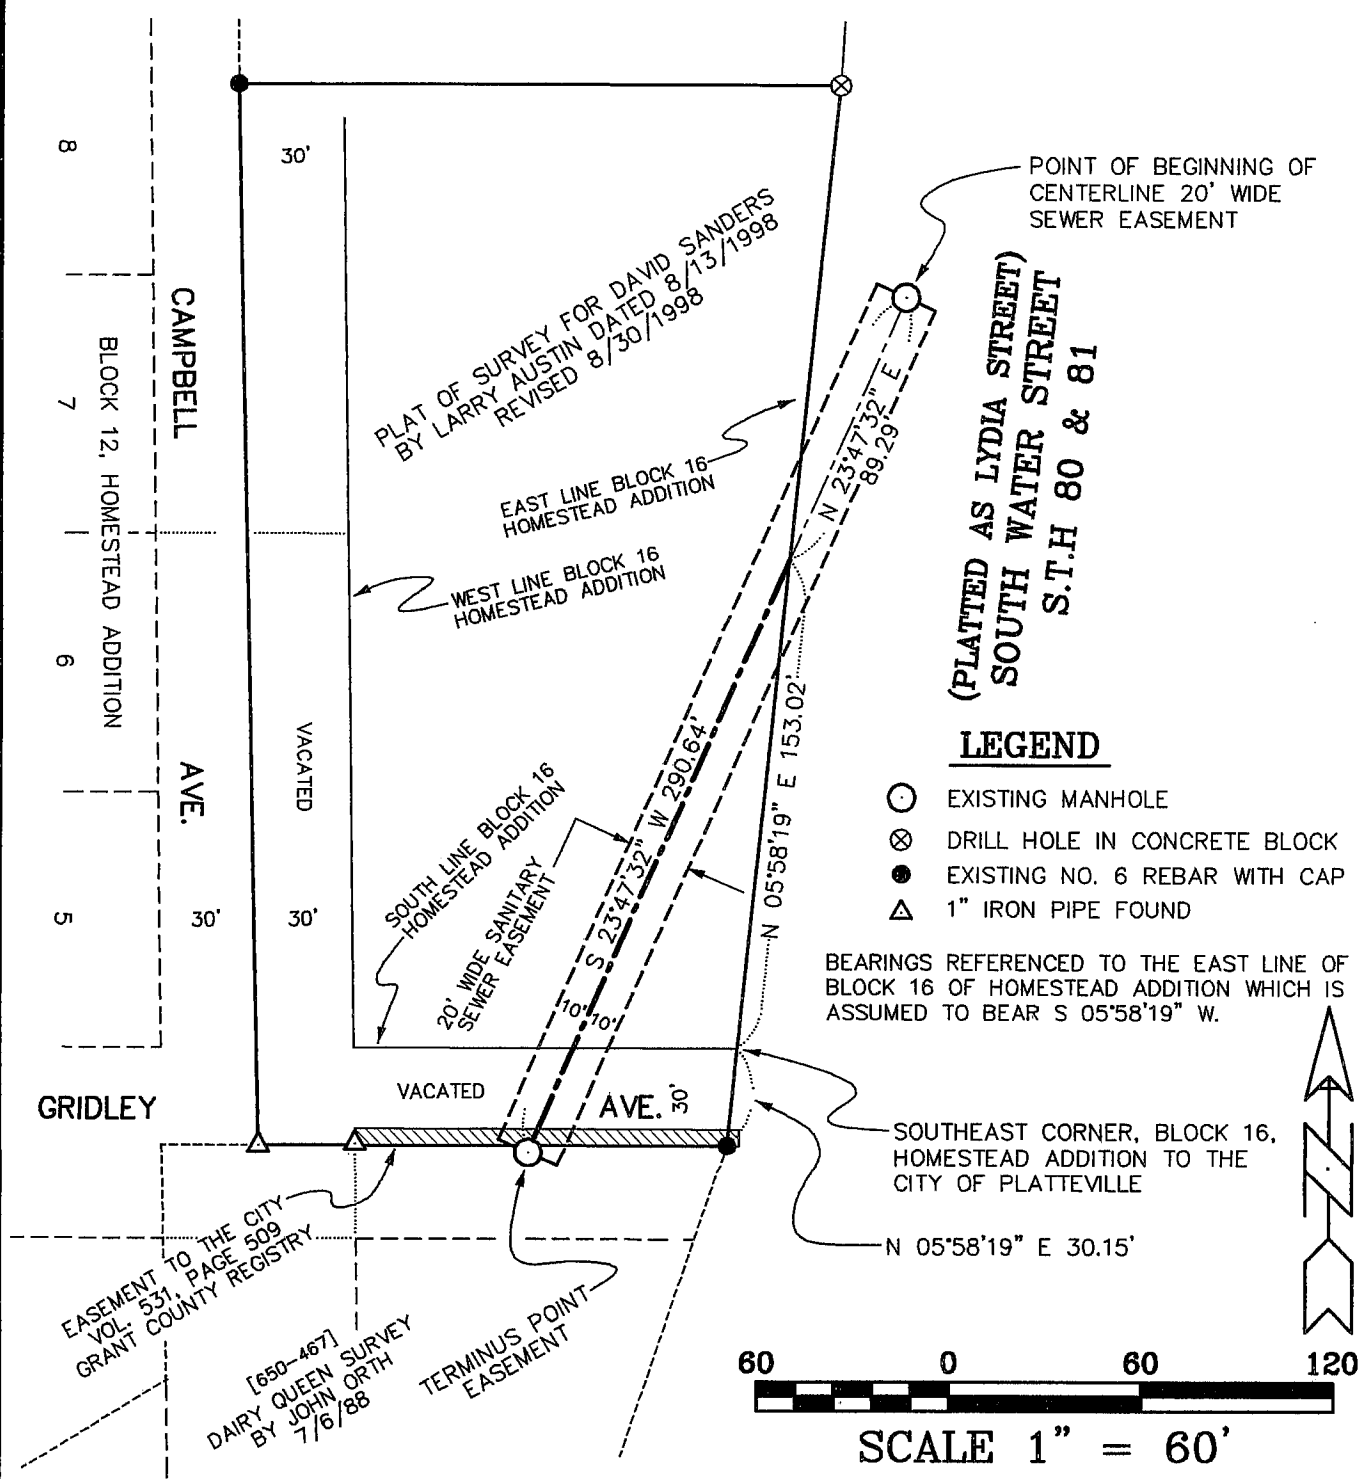 8
30'
POINT OF BEGINNING OF
CENTERLINE 20' WIDE
SEWER EASEMENT
PLAT OF SURVEY FOR DAVID SANDERS
BY LARRY AUSTIN DATED 8/13/1998
REVISED 8/30/1998
(PLATTED AS LYDIA STREET)
SOUTH WATER STREET
S.T.H 80 & 81
CAMPBELL
AVE.
BLOCK 12, HOMESTEAD ADDITION
7
6
5
N 23°47'32" E
89.29'
EAST LINE BLOCK 16
HOMESTEAD ADDITION
WEST LINE BLOCK 16
HOMESTEAD ADDITION
VACATED
30'
30'
SOUTH LINE BLOCK 16
HOMESTEAD ADDITION
20' WIDE SANITARY
SEWER EASEMENT
S 23°47'32" W 290.64'
N 05°58'19" E 153.02'
10' 10'
LEGEND
EXISTING MANHOLE
DRILL HOLE IN CONCRETE BLOCK
EXISTING NO. 6 REBAR WITH CAP
1" IRON PIPE FOUND
BEARINGS REFERENCED TO THE EAST LINE OF
BLOCK 16 OF HOMESTEAD ADDITION WHICH IS
ASSUMED TO BEAR S 05°58'19" W.
GRIDLEY
VACATED
AVE.
30'
SOUTHEAST CORNER, BLOCK 16,
HOMESTEAD ADDITION TO THE
CITY OF PLATTEVILLE
N 05°58'19" E 30.15'
EASEMENT TO THE CITY
VOL. 531, PAGE 509
GRANT COUNTY REGISTRY
[650-467]
DAIRY QUEEN SURVEY
BY JOHN ORTH
7/6/88
TERMINUS POINT
EASEMENT
N
60 0 60 120
SCALE 1" = 60'